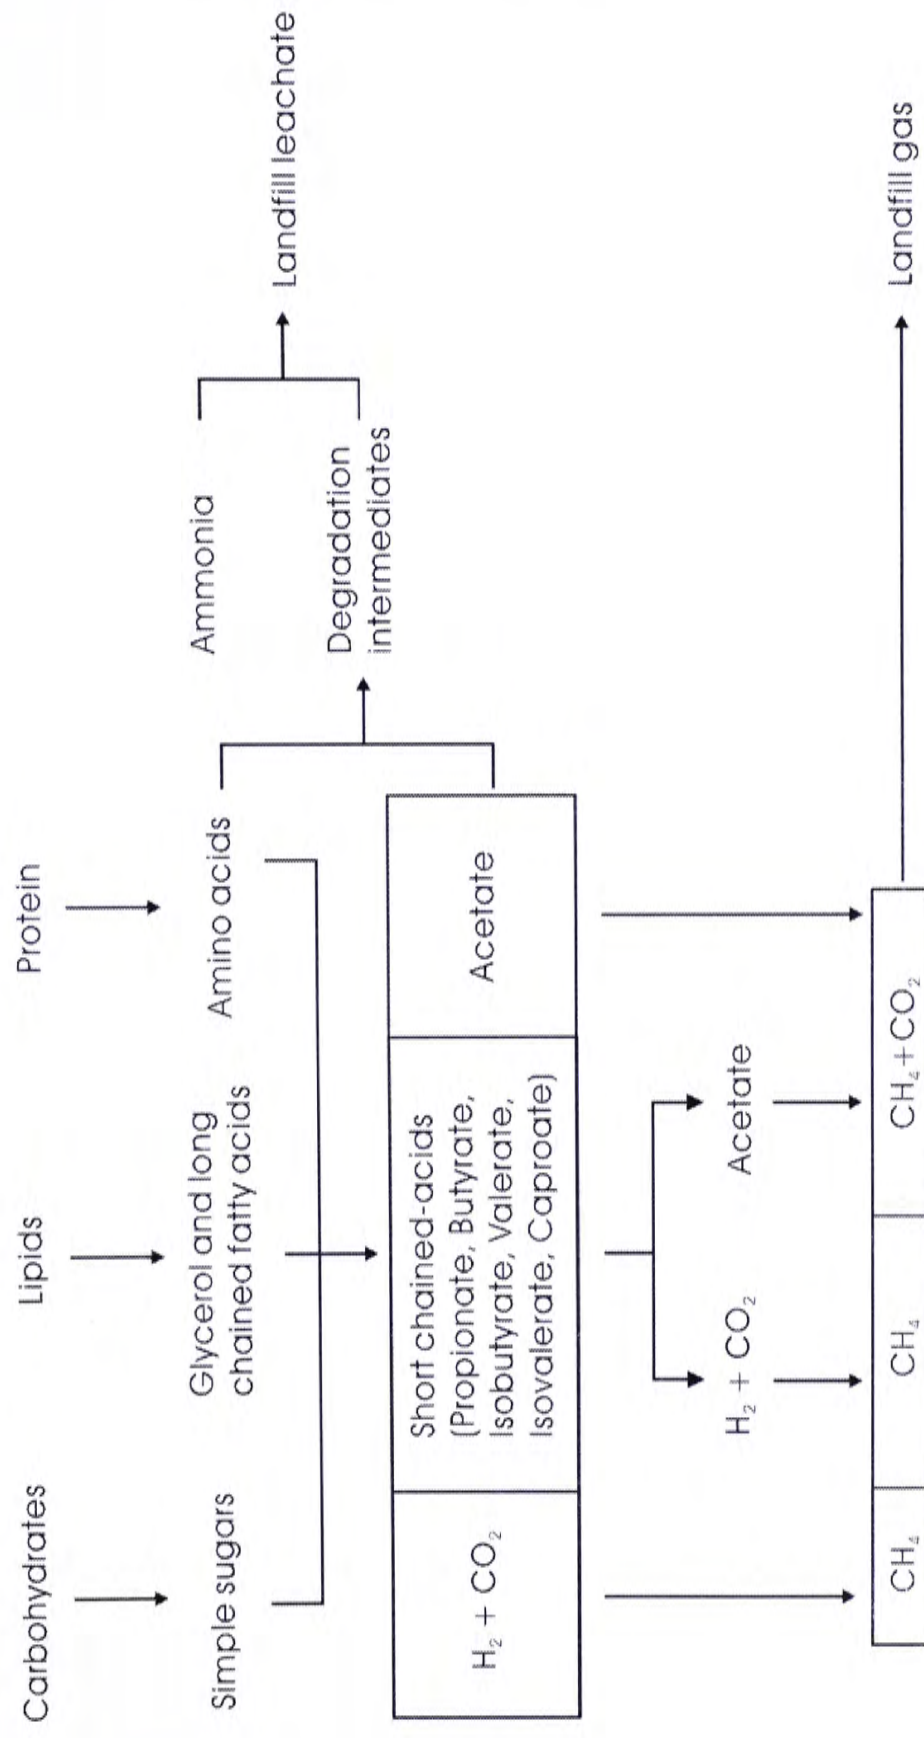 Carbohydrates
Lipids
Protein
Simple sugars
Glycerol and long
chained fatty acids
Amino acids
Ammonia
Degradation
intermediates
Landfill leachate
H₂ + CO₂
Short chained-acids
(Propionate, Butyrate,
Isobutyrate, Valerate,
Isovalerate, Caproate)
Acetate
H₂ + CO₂
Acetate
CH₄
CH₄
CH₄ + CO₂
Landfill gas